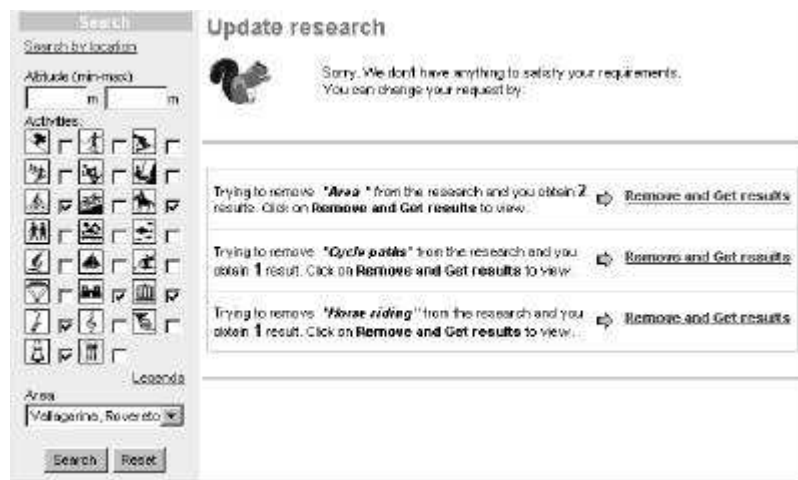 Search
Search by location
Altitude (min-max)
m
m
Activities:
Legenda
Area
Vallagarina, Rovereto
Search
Reset
Update research
Sorry. We don't have anything to satisfy your requirements.
You can change your request by:
Trying to remove "Area " from the research and you obtain 2
results. Click on Remove and Get results to view.
Remove and Get results
Trying to remove "Cycle paths" from the research and you
obtain 1 result. Click on Remove and Get results to view.
Remove and Get results
Trying to remove "Horse riding" from the research and you
obtain 1 result. Click on Remove and Get results to view.
Remove and Get results